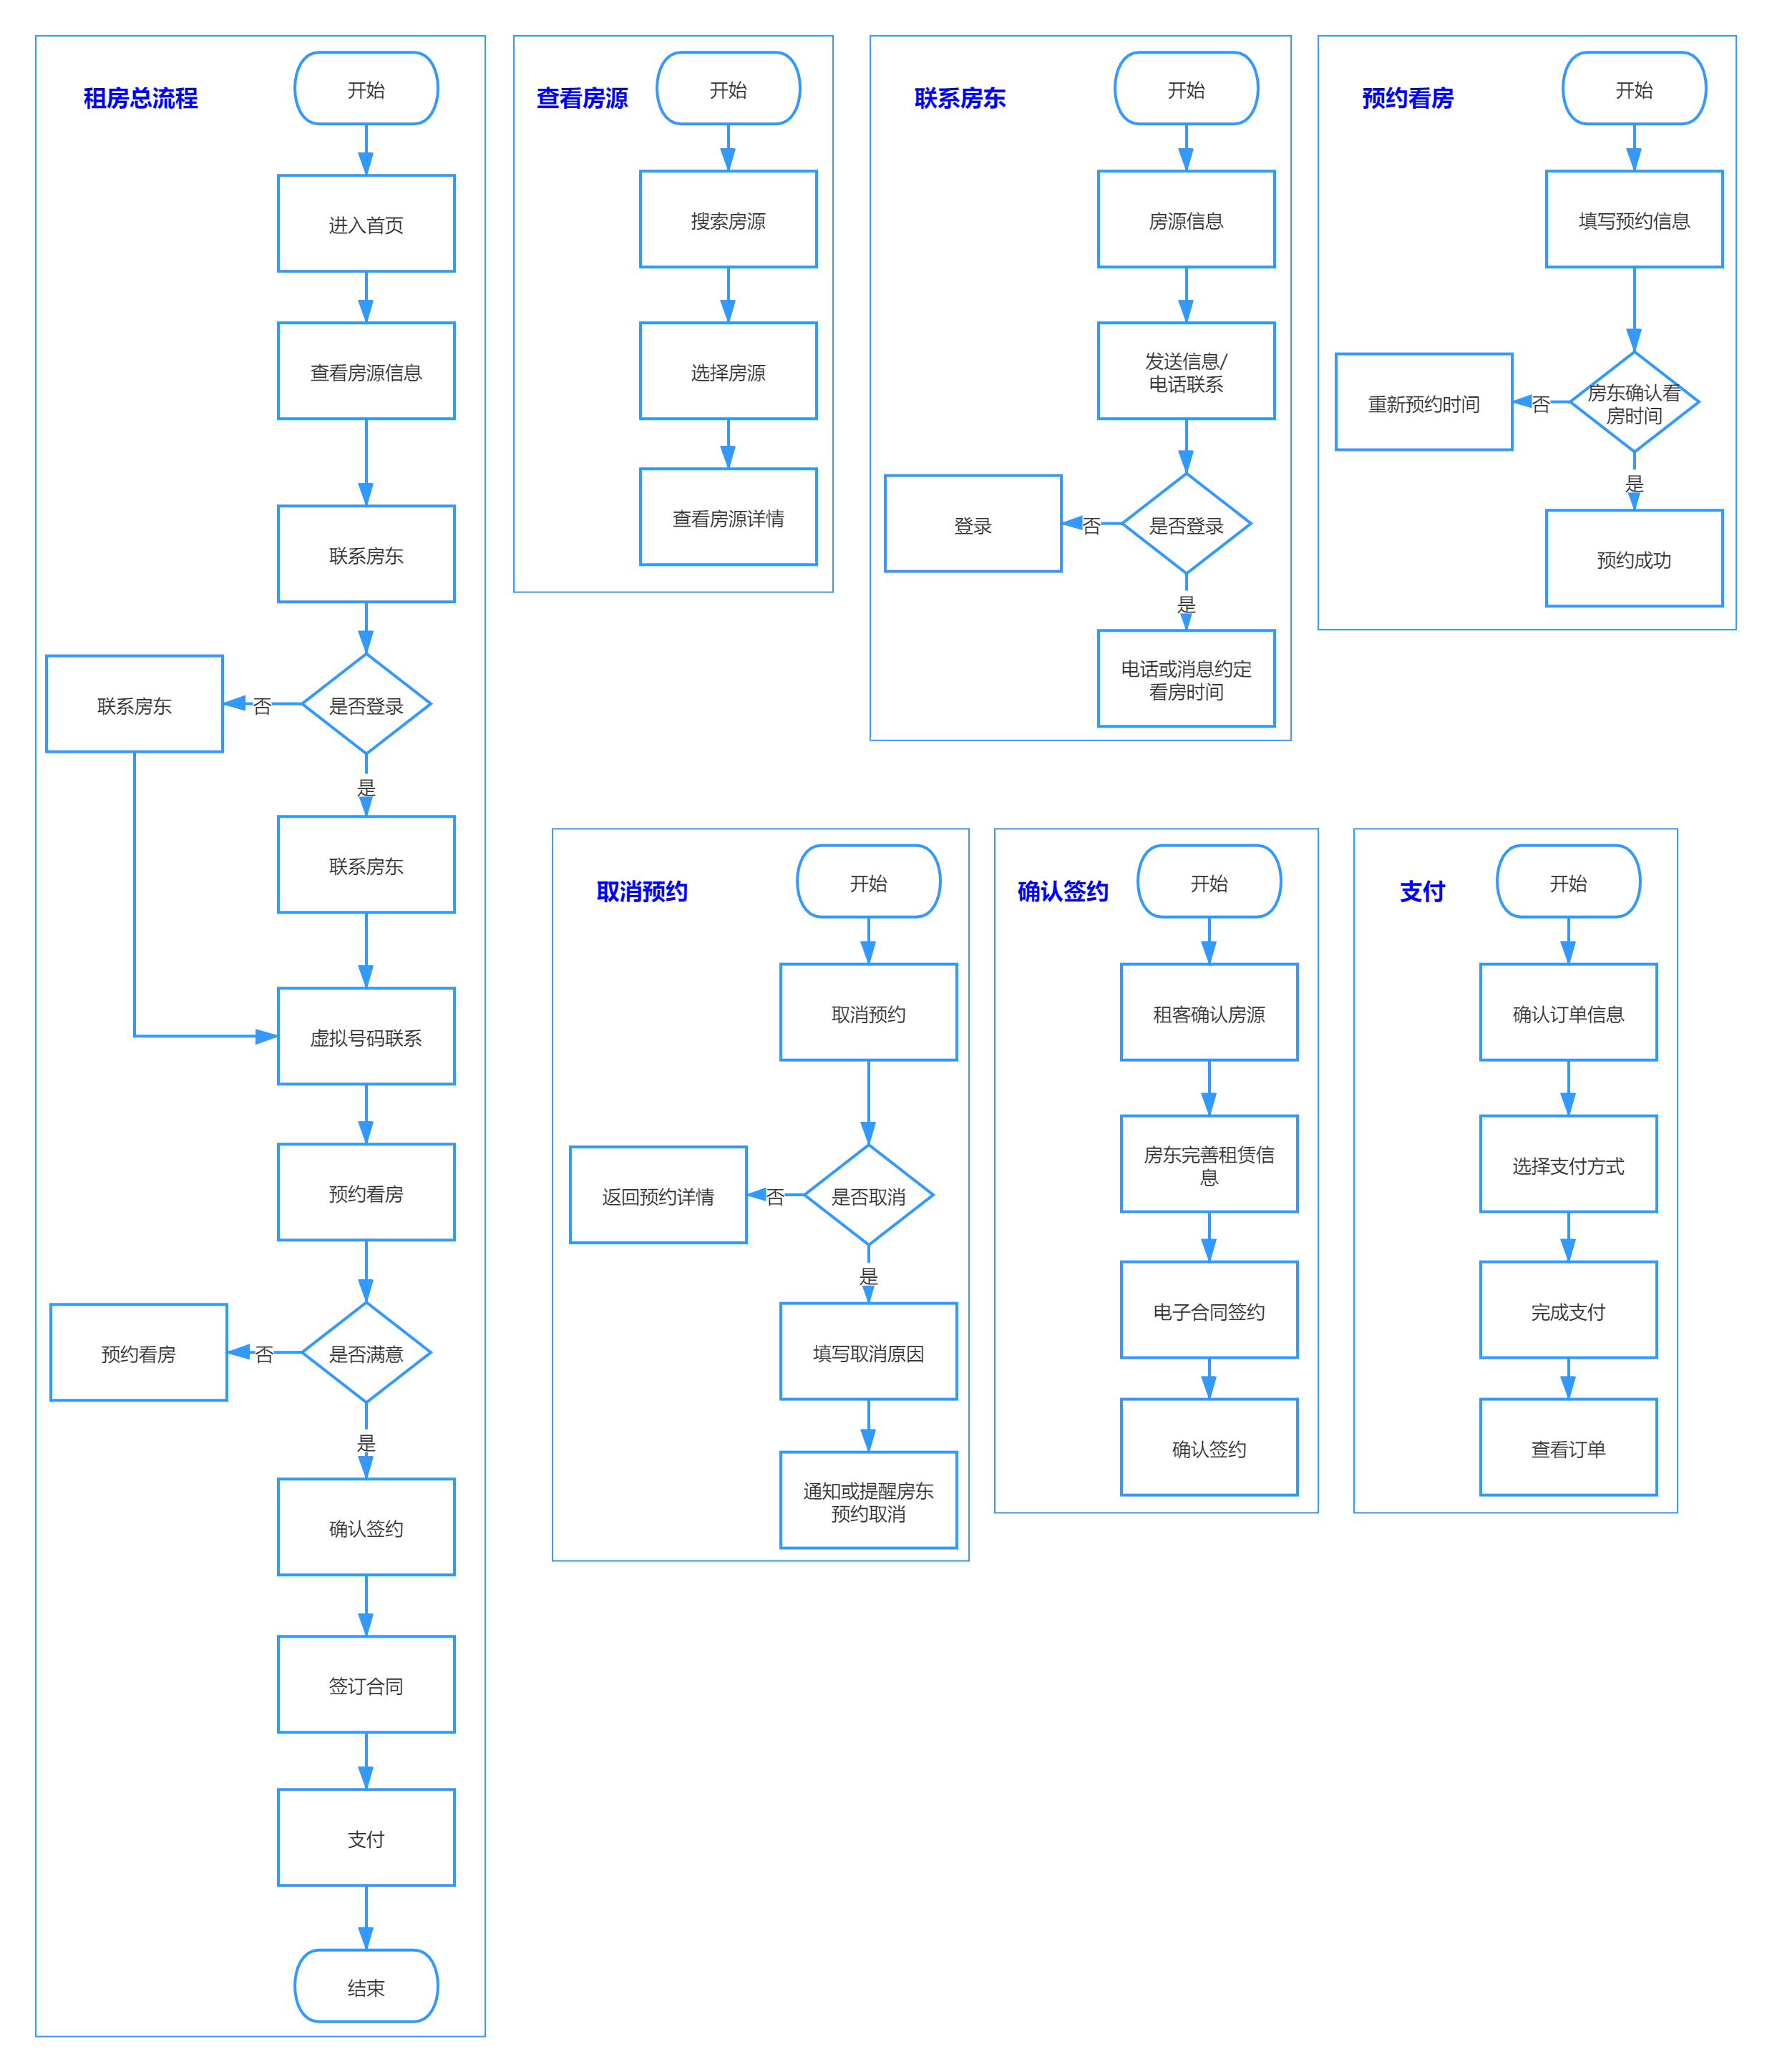 租房总流程
开始
进入首页
查看房源信息
联系房东
是否登录
否
联系房东
是
联系房东
虚拟号码联系
预约看房
是否满意
否
预约看房
是
确认签约
签订合同
支付
结束
查看房源
开始
搜索房源
选择房源
查看房源详情
联系房东
开始
房源信息
发送信息/
电话联系
是否登录
否
登录
是
电话或消息约定
看房时间
预约看房
开始
填写预约信息
房东确认看
房时间
否
重新预约时间
是
预约成功
取消预约
开始
取消预约
是否取消
否
返回预约详情
是
填写取消原因
通知或提醒房东
预约取消
确认签约
开始
租客确认房源
房东完善租赁信
息
电子合同签约
确认签约
支付
开始
确认订单信息
选择支付方式
完成支付
查看订单